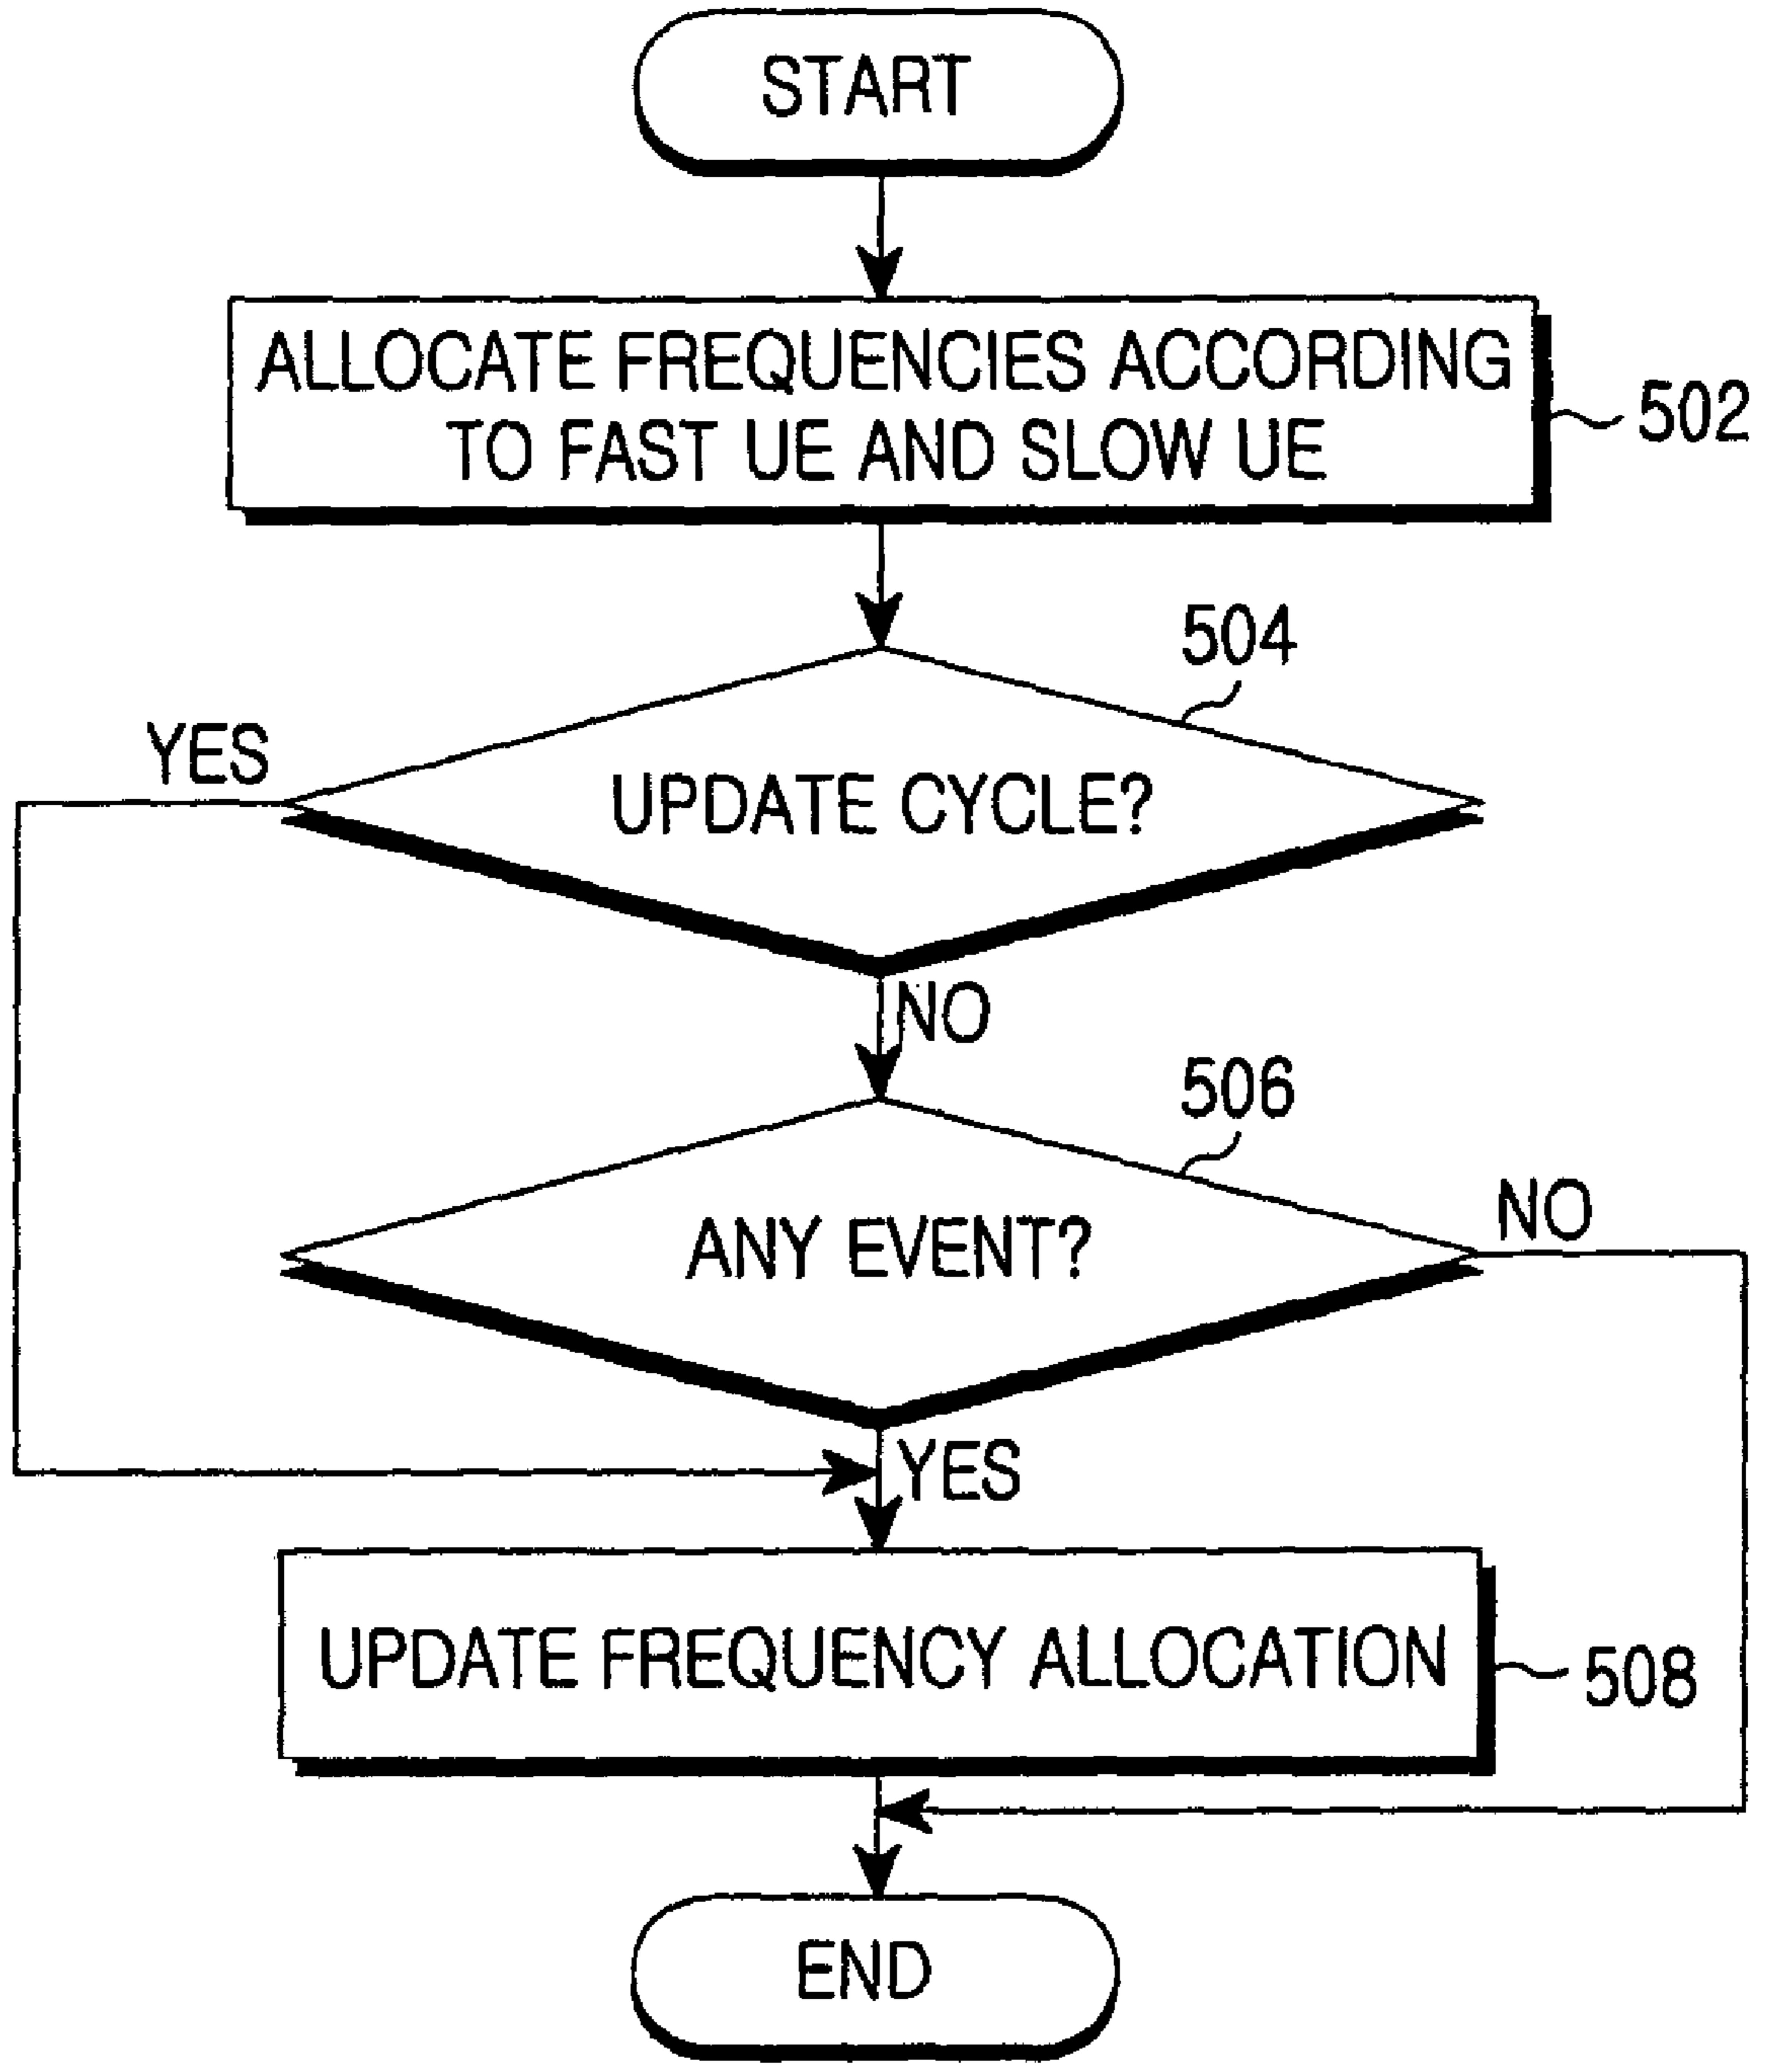 START
ALLOCATE FREQUENCIES ACCORDING
TO FAST UE AND SLOW UE
502
504
YES
UPDATE CYCLE?
NO
506
NO
ANY EVENT?
YES
UPDATE FREQUENCY ALLOCATION
508
END